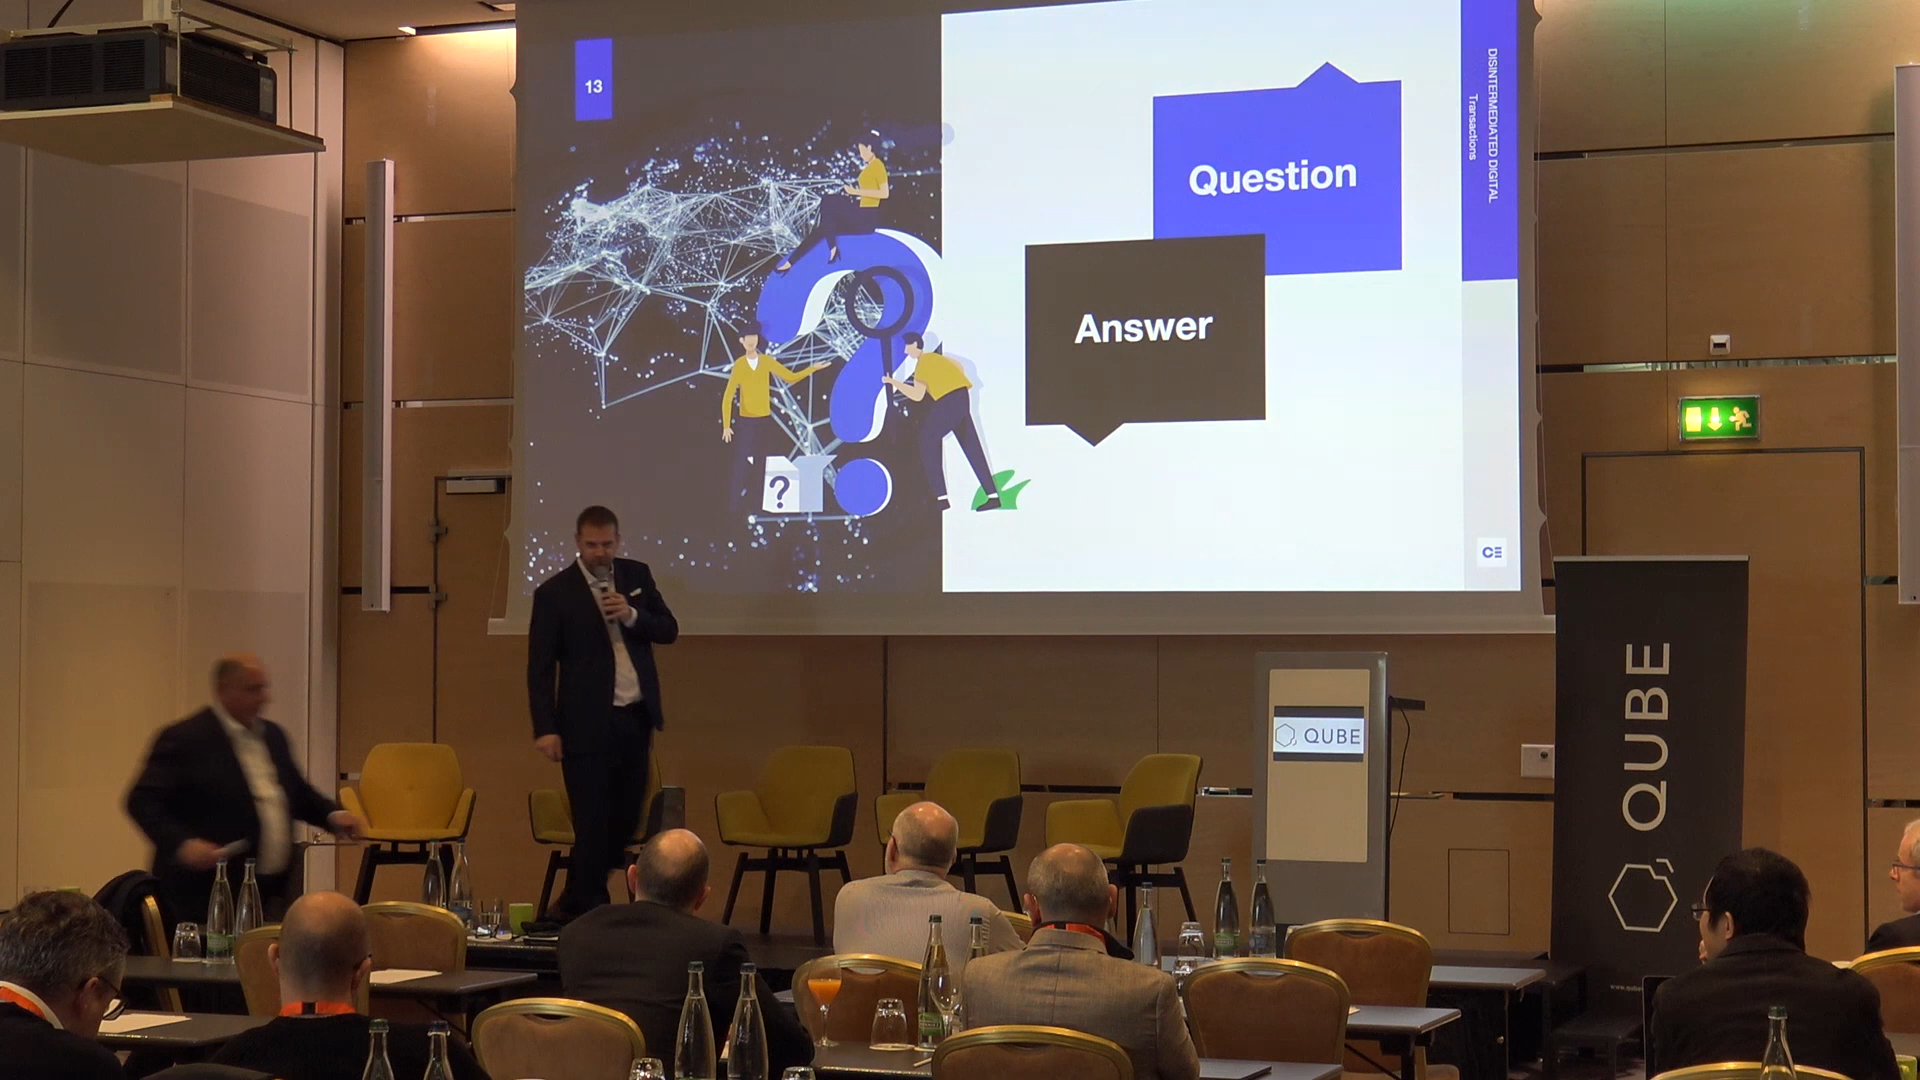 13
Question
Answer
?
DISINTERMEDIATED DIGITAL
Transactions
CE
QUBE
QUBE